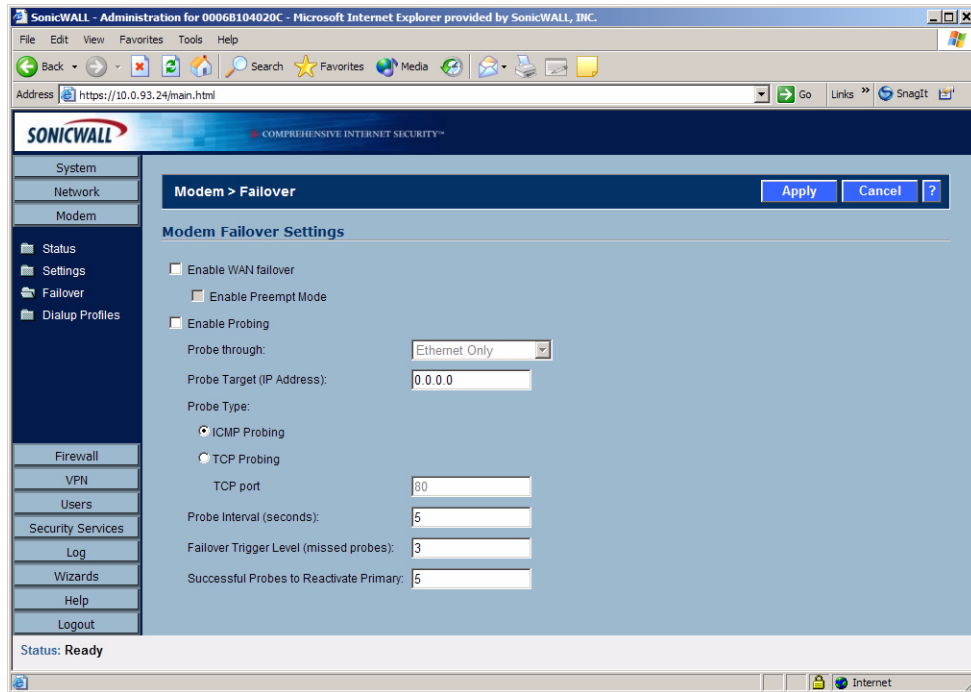 SonicWALL - Administration for 0006B104020C - Microsoft Internet Explorer provided by SonicWALL, INC.
File Edit View Favorites Tools Help
Back Search Favorites Media
Address https://10.0.93.24/main.html Go Links » SnagIt
SONICWALL COMPREHENSIVE INTERNET SECURITY™
System
Network
Modem
Status
Settings
Failover
Dialup Profiles
Firewall
VPN
Users
Security Services
Log
Wizards
Help
Logout
Modem > Failover Apply Cancel ?
Modem Failover Settings
Enable WAN failover
Enable Preempt Mode
Enable Probing
Probe through: Ethernet Only
Probe Target (IP Address): 0.0.0.0
Probe Type:
ICMP Probing
TCP Probing
TCP port 80
Probe Interval (seconds): 5
Failover Trigger Level (missed probes): 3
Successful Probes to Reactivate Primary: 5
Status: Ready
Internet